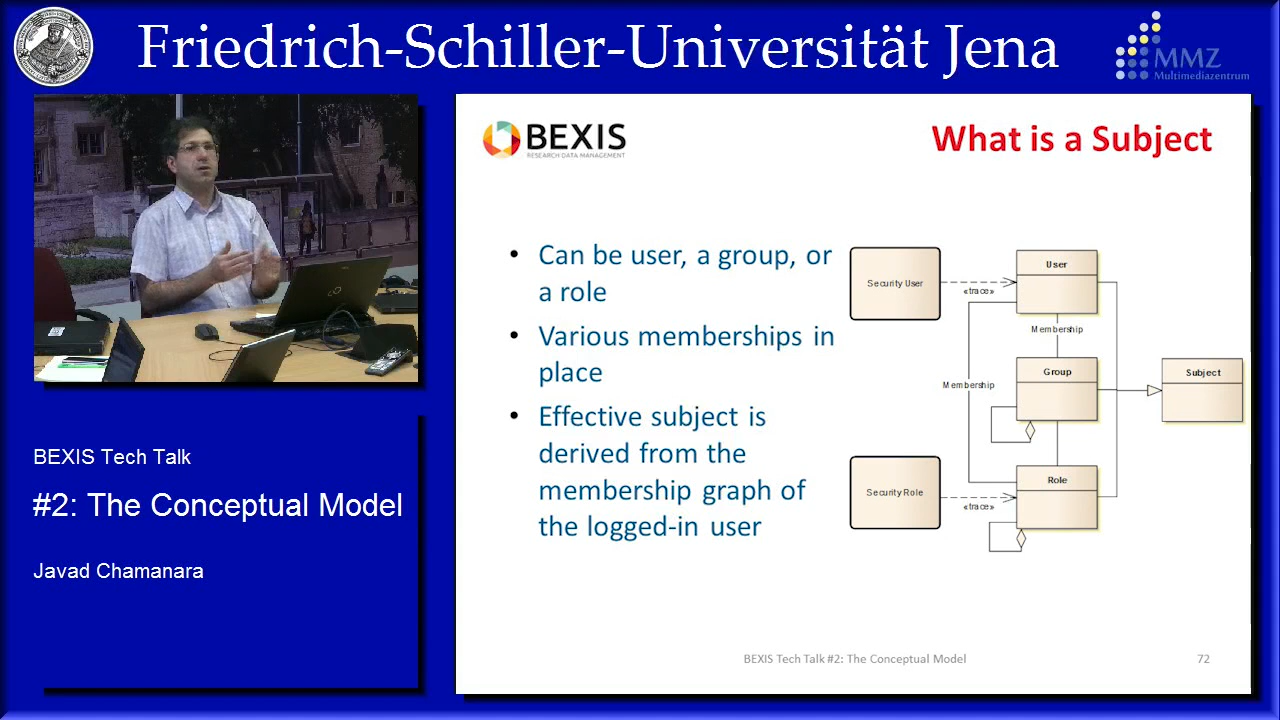 Friedrich-Schiller-Universität Jena
MMZ
Multimediazentrum
BEXIS
RESEARCH DATA MANAGEMENT
What is a Subject
• Can be user, a group, or
a role
• Various memberships in
place
• Effective subject is
derived from the
membership graph of
the logged-in user
Security User
«trace»
User
Membership
Group
Membership
Subject
Security Role
«trace»
Role
BEXIS Tech Talk
#2: The Conceptual Model
Javad Chamanara
BEXIS Tech Talk #2: The Conceptual Model
72